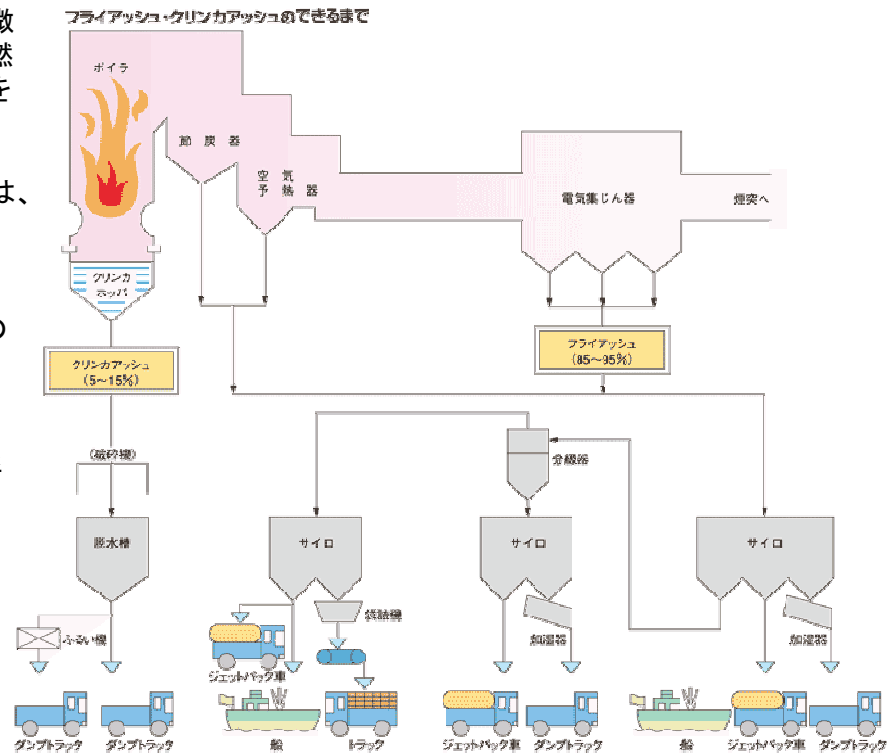 フライアッシュ・クリンカアッシュのできるまで
徴
然
を
は、
の
ボイラ
節炭器
空気
予熱器
電気集じん器
煙突へ
クリンカ
ホッパ
クリンカアッシュ
(5〜15%)
フライアッシュ
(85〜95%)
(破砕機)
分級器
脱水槽
サイロ
サイロ
サイロ
ふるい機
袋詰機
加湿器
加湿器
ジェットパック車
ダンプトラック
ダンプトラック
船
トラック
ジェットパック車
ダンプトラック
船
ジェットパック車
ダンプトラック